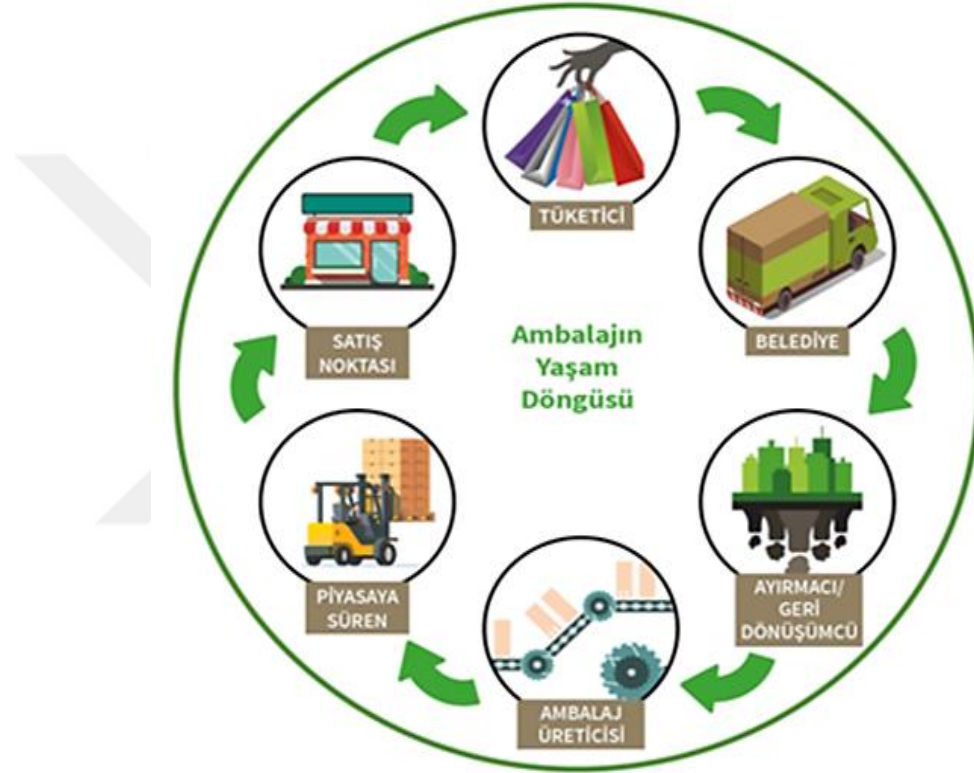 TÜKETİCİ
BELEDİYE
AYIRMACI/
GERİ
DÖNÜŞÜMCÜ
AMBALAJ
ÜRETİCİSİ
PİYASAYA
SÜREN
SATIŞ
NOKTASI
Ambalajın
Yaşam
Döngüsü